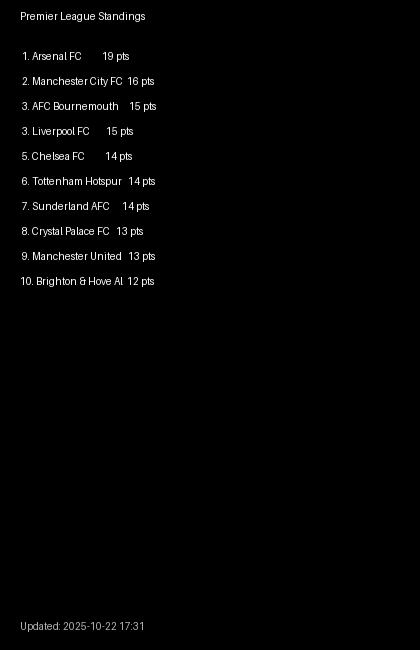 Premier League Standings
1. Arsenal FC 19 pts
2. Manchester City FC 16 pts
3. AFC Bournemouth 15 pts
3. Liverpool FC 15 pts
5. Chelsea FC 14 pts
6. Tottenham Hotspur 14 pts
7. Sunderland AFC 14 pts
8. Crystal Palace FC 13 pts
9. Manchester United 13 pts
10. Brighton & Hove Al 12 pts
Updated: 2025-10-22 17:31